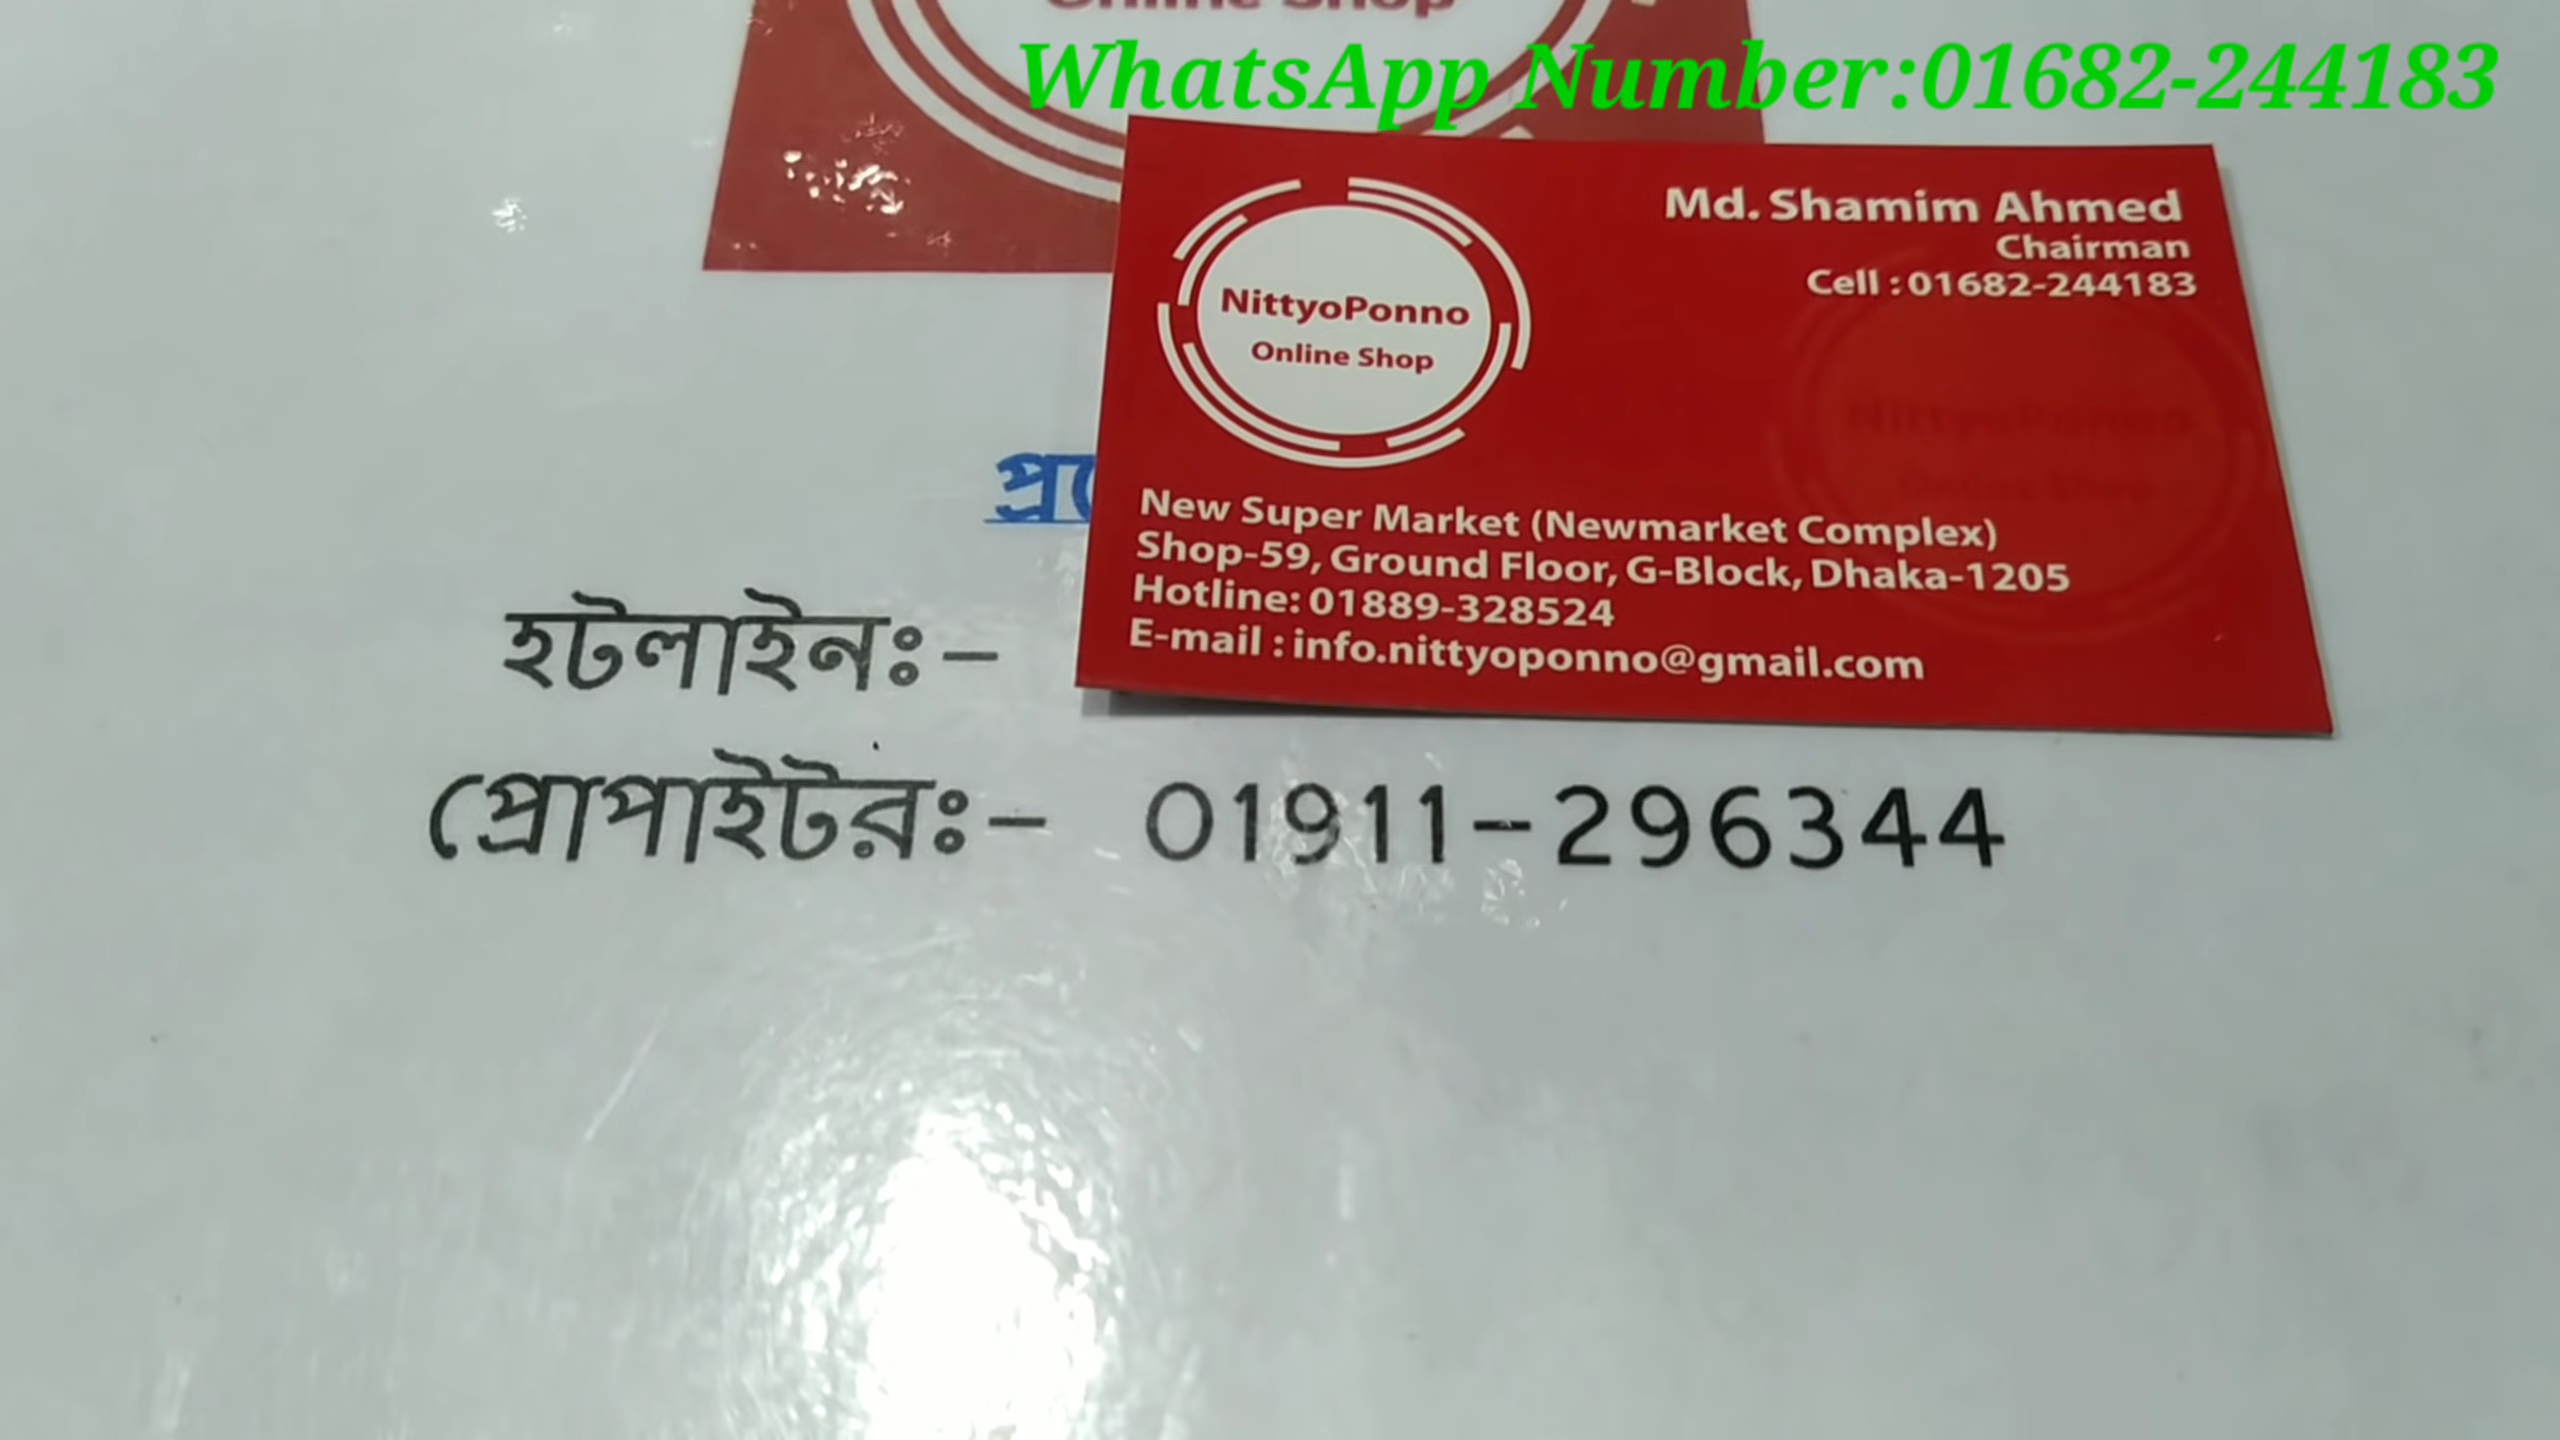 Online Shop
WhatsApp Number:01682-244183
Md. Shamim Ahmed
Chairman
Cell : 01682-244183
NittyoPonno
Online Shop
New Super Market (Newmarket Complex)
Shop-59, Ground Floor, G-Block, Dhaka-1205
Hotline: 01889-328524
E-mail : info.nittyoponno@gmail.com
হটলাইনঃ-
প্রোপাইটরঃ- 01911-296344